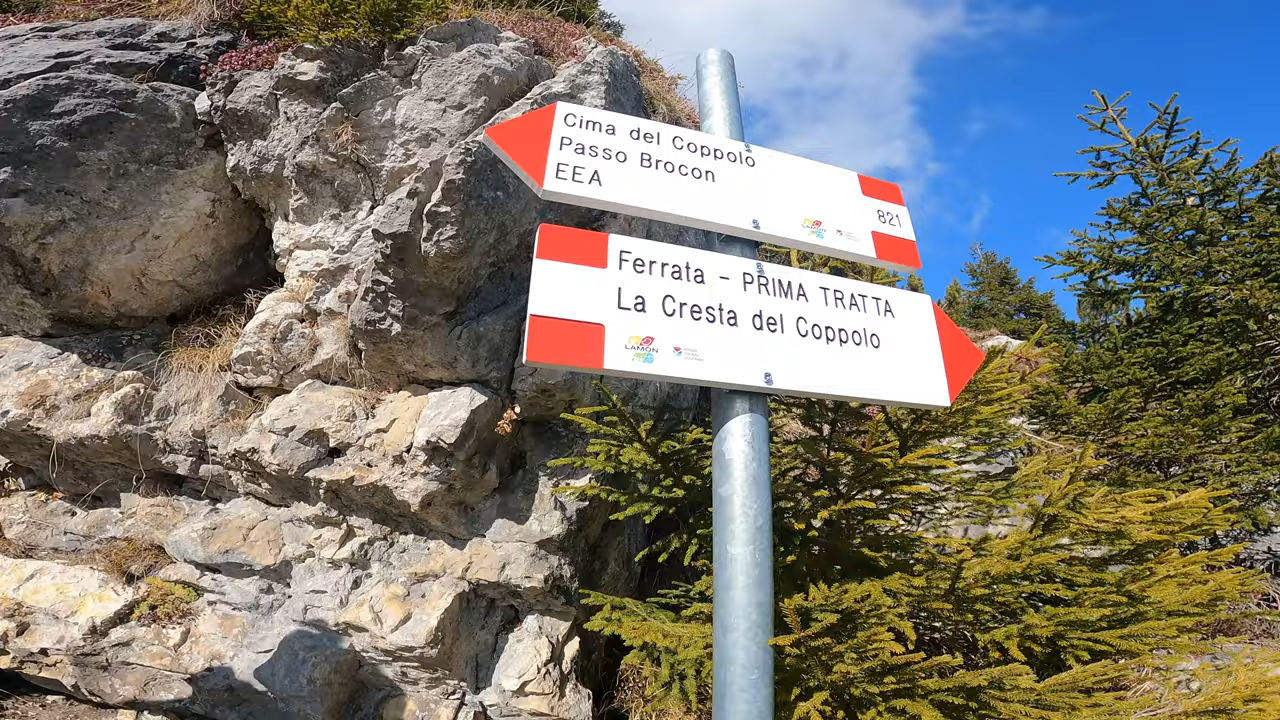 Cima del Coppolo
Passo Brocon
EEA
821
Ferrata - PRIMA TRATTA
La Cresta del Coppolo
LAMON